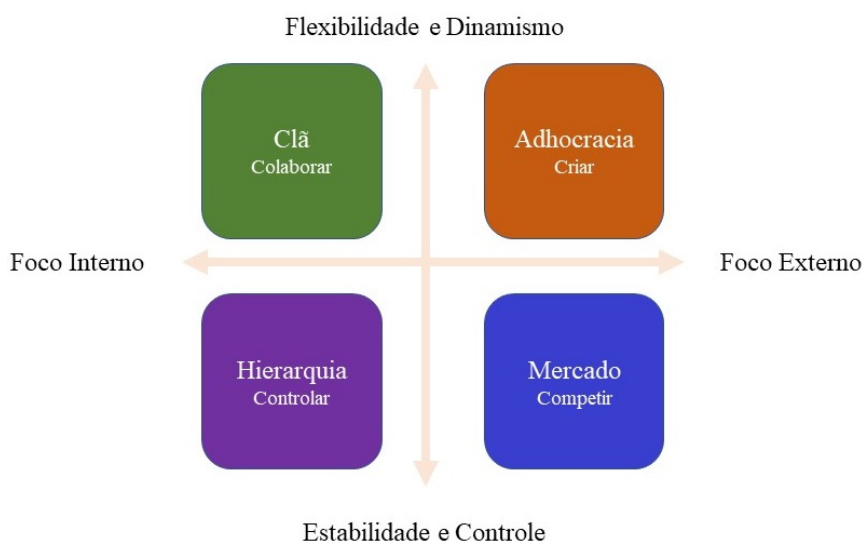 Flexibilidade e Dinamismo
Clã
Colaborar
Adhocracia
Criar
Foco Interno
Foco Externo
Hierarquia
Controlar
Mercado
Competir
Estabilidade e Controle